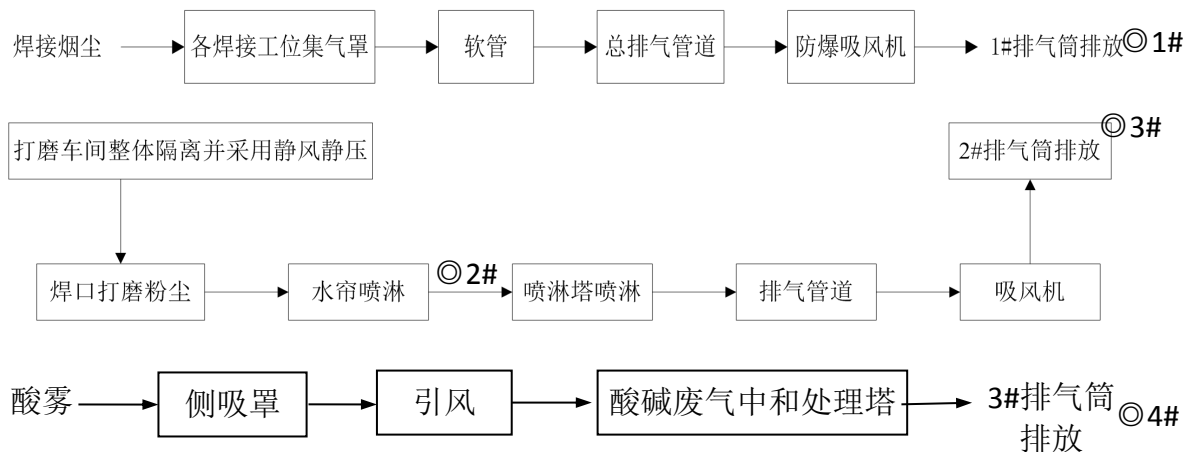 焊接烟尘 各焊接工位集气罩 软管 总排气管道 防爆吸风机 1#排气筒排放◎1#
打磨车间整体隔离并采用静风静压 2#排气筒排放◎3#
焊口打磨粉尘 水帘喷淋 ◎2# 喷淋塔喷淋 排气管道 吸风机
酸雾 侧吸罩 引风 酸碱废气中和处理塔 3#排气筒
排放◎4#